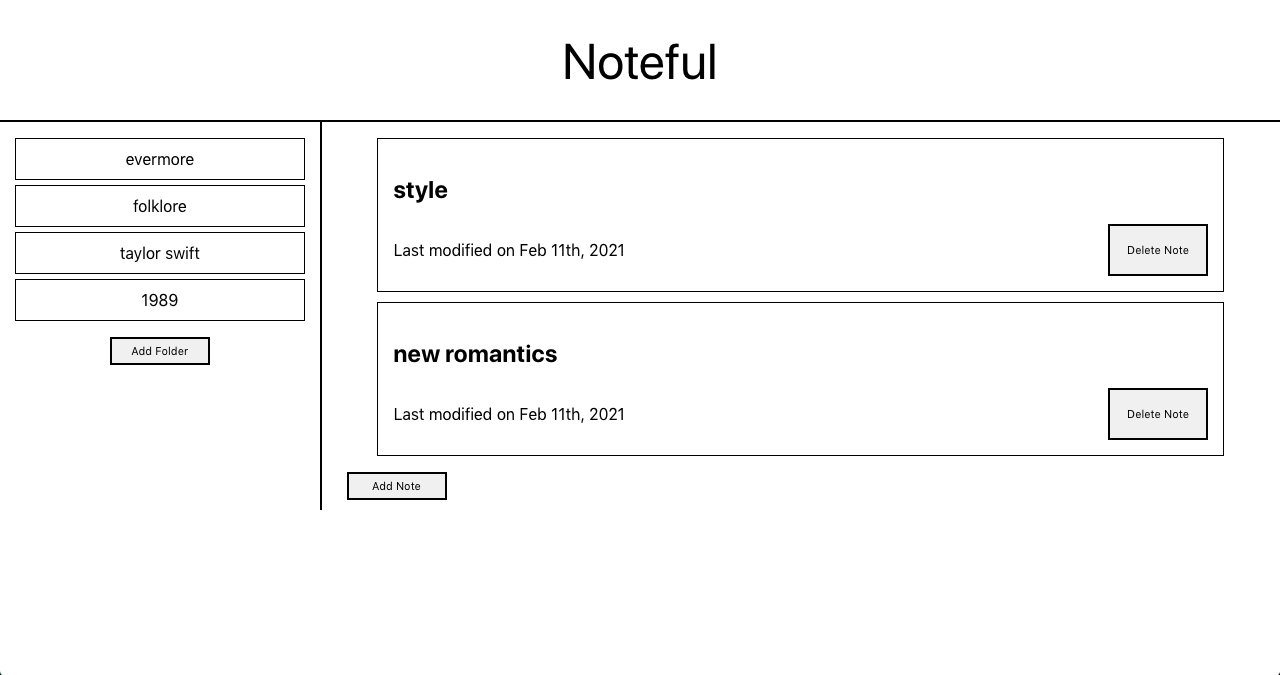 Noteful
evermore
folklore
taylor swift
1989
Add Folder
style
Last modified on Feb 11th, 2021
Delete Note
new romantics
Last modified on Feb 11th, 2021
Delete Note
Add Note